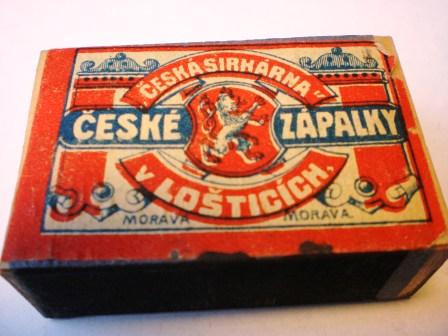 "ČESKÁ SIRKÁRNA"
ČESKÉ ZÁPALKY
V LOŠTICÍCH,
MORAVA MORAVA.